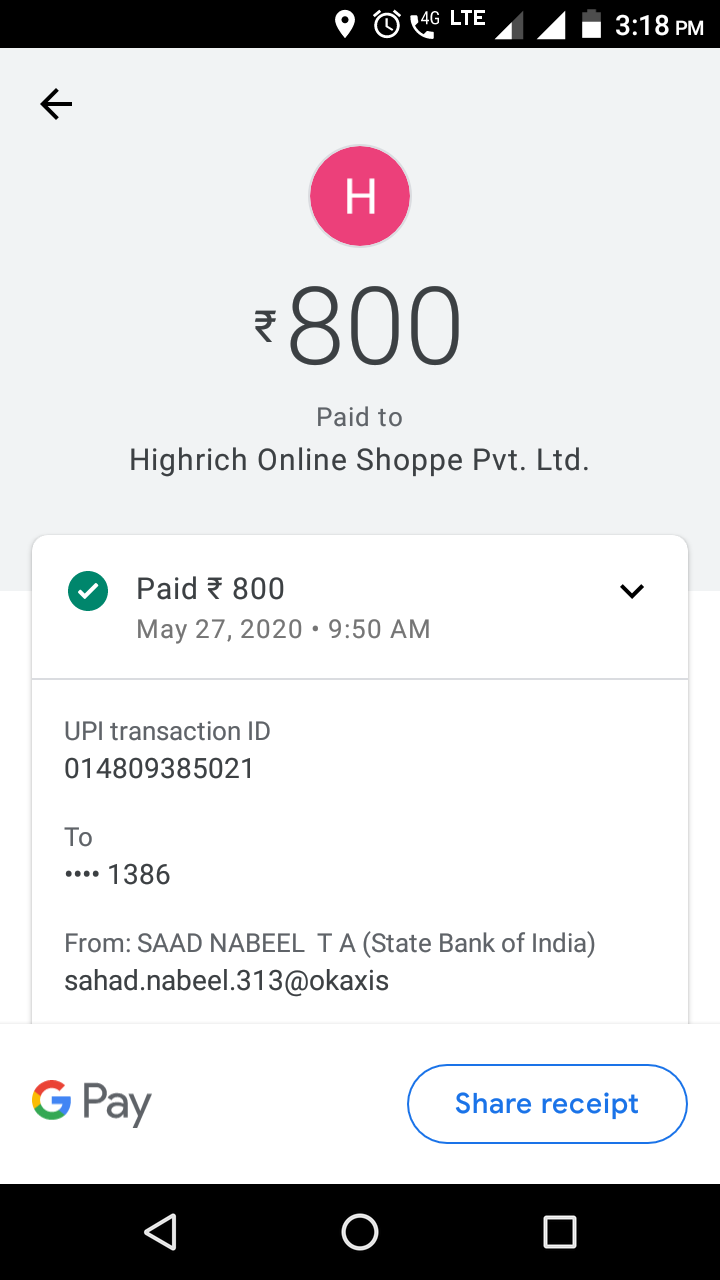 4G LTE 3:18 PM
H
₹800
Paid to
Highrich Online Shoppe Pvt. Ltd.
Paid ₹ 800
May 27, 2020 • 9:50 AM
UPI transaction ID
014809385021
To
•••• 1386
From: SAAD NABEEL  T A (State Bank of India)
sahad.nabeel.313@okaxis
G Pay
Share receipt